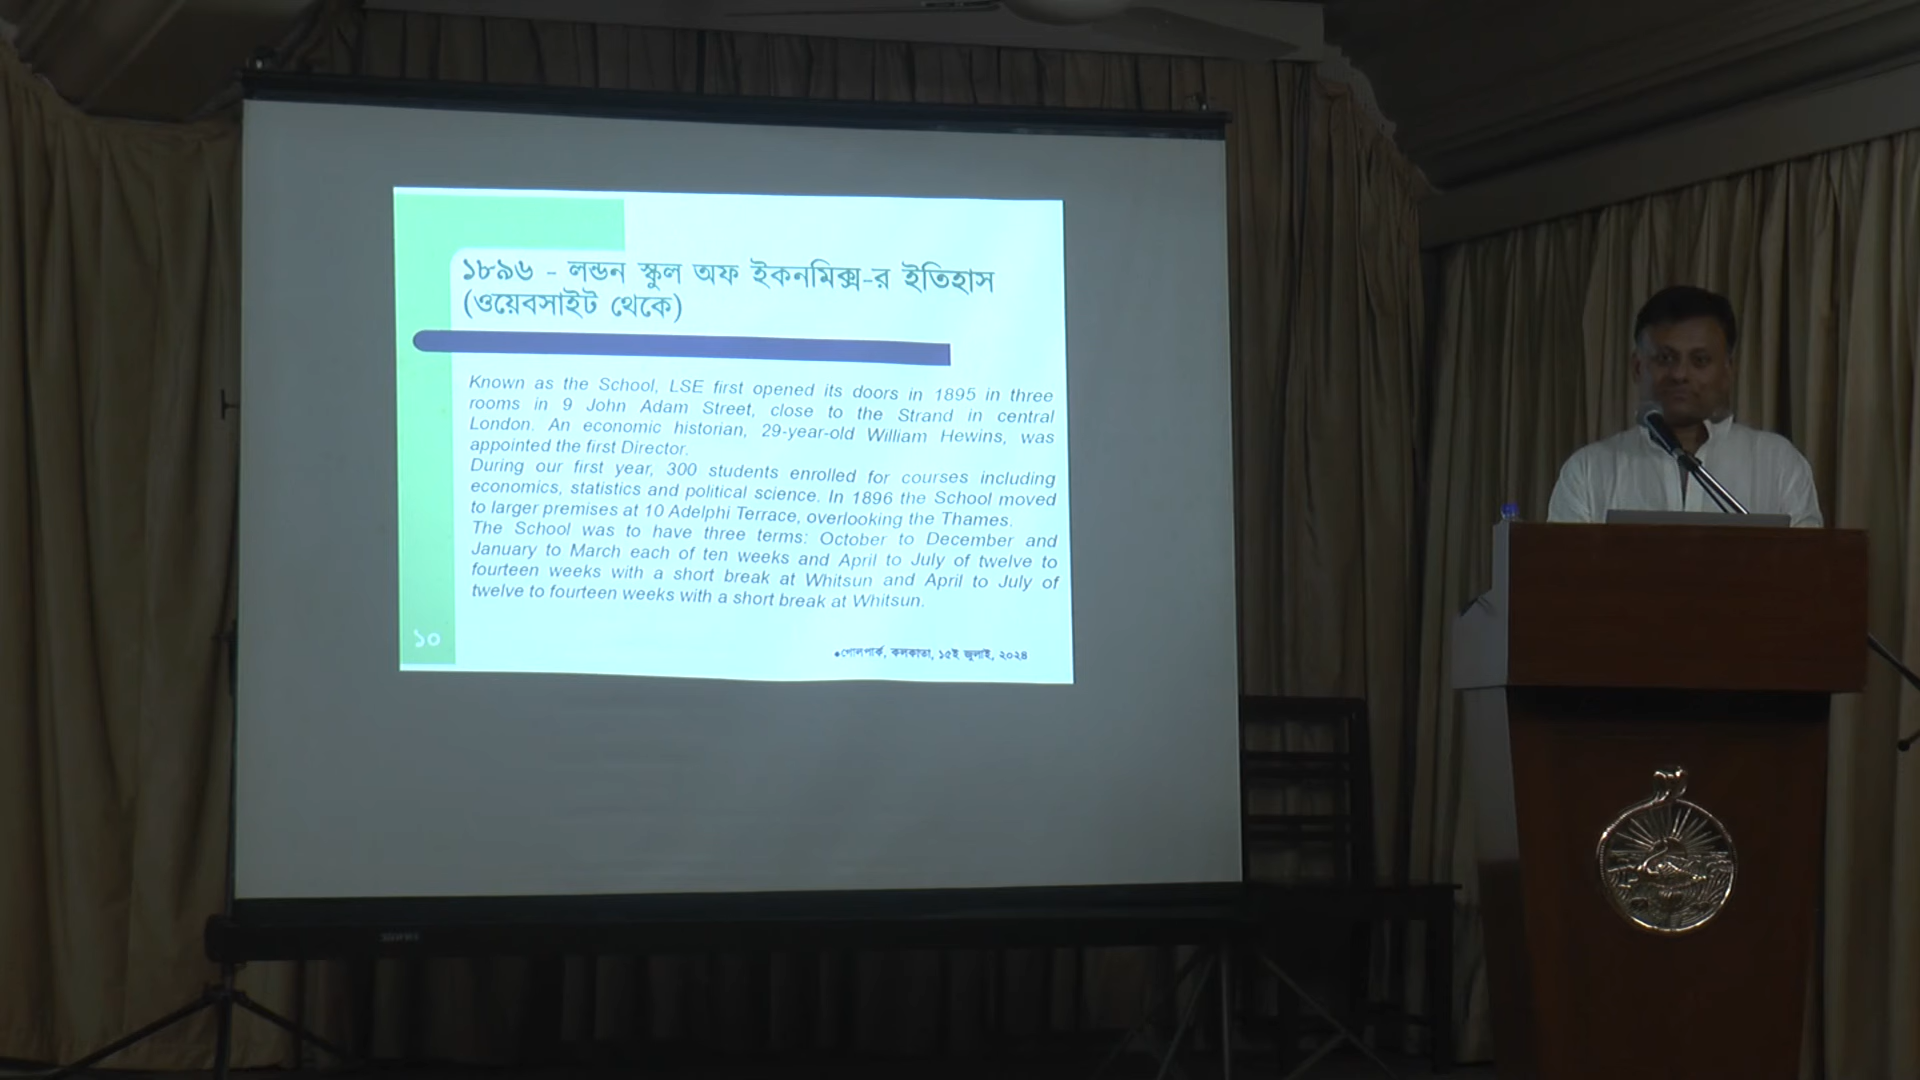 ১৮৯৬ - লন্ডন স্কুল অফ ইকনমিক্স-র ইতিহাস
(ওয়েবসাইট থেকে)
Known as the School, LSE first opened its doors in 1895 in three
rooms in 9 John Adam Street, close to the Strand in central
London. An economic historian, 29-year-old William Hewins, was
appointed the first Director.
During our first year, 300 students enrolled for courses including
economics, statistics and political science. In 1896 the School moved
to larger premises at 10 Adelphi Terrace, overlooking the Thames.
The School was to have three terms: October to December and
January to March each of ten weeks and April to July of twelve to
fourteen weeks with a short break at Whitsun and April to July of
twelve to fourteen weeks with a short break at Whitsun.
১০
•গোলপার্ক, কলকাতা, ১৫ই জুলাই, ২০২৪